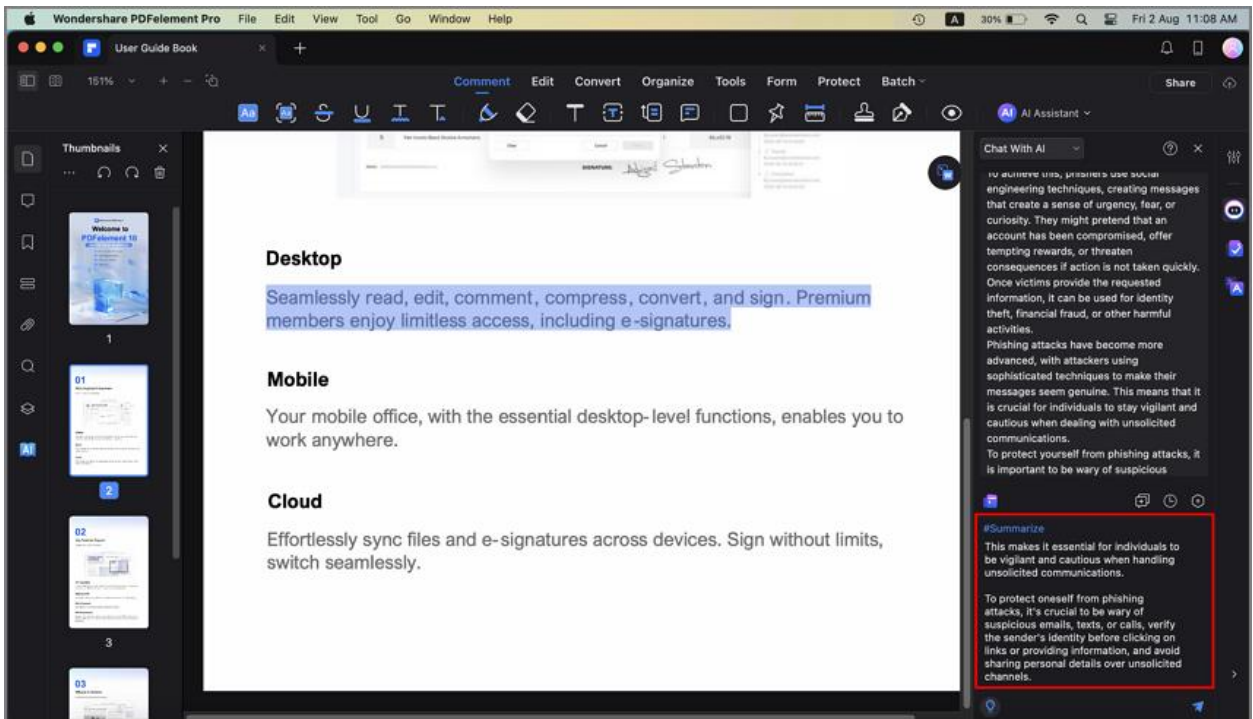 Wondershare PDFelement Pro File Edit View Tool Go Window Help
A 30% Fri 2 Aug 11:08 AM
User Guide Book
161%
Comment Edit Convert Organize Tools Form Protect Batch
Share
AI AI Assistant
Thumbnails
Welcome to
PDFelement 10
1
01
2
02
3
03
AI
SIGNATURE:
Desktop
Seamlessly read, edit, comment, compress, convert, and sign. Premium
members enjoy limitless access, including e-signatures.
Mobile
Your mobile office, with the essential desktop-level functions, enables you to
work anywhere.
Cloud
Effortlessly sync files and e-signatures across devices. Sign without limits,
switch seamlessly.
Chat With AI
To achieve this, phishers use social
engineering techniques, creating messages
that create a sense of urgency, fear, or
curiosity. They might pretend that an
account has been compromised, offer
tempting rewards, or threaten
consequences if action is not taken quickly.
Once victims provide the requested
information, it can be used for identity
theft, financial fraud, or other harmful
activities.
Phishing attacks have become more
advanced, with attackers using
sophisticated techniques to make their
messages seem genuine. This means that it
is crucial for individuals to stay vigilant and
cautious when dealing with unsolicited
communications.
To protect yourself from phishing attacks, it
is important to be wary of suspicious
#Summarize
This makes it essential for individuals to
be vigilant and cautious when handling
unsolicited communications.
To protect oneself from phishing
attacks, it's crucial to be wary of
suspicious emails, texts, or calls, verify
the sender's identity before clicking on
links or providing information, and avoid
sharing personal details over unsolicited
channels.